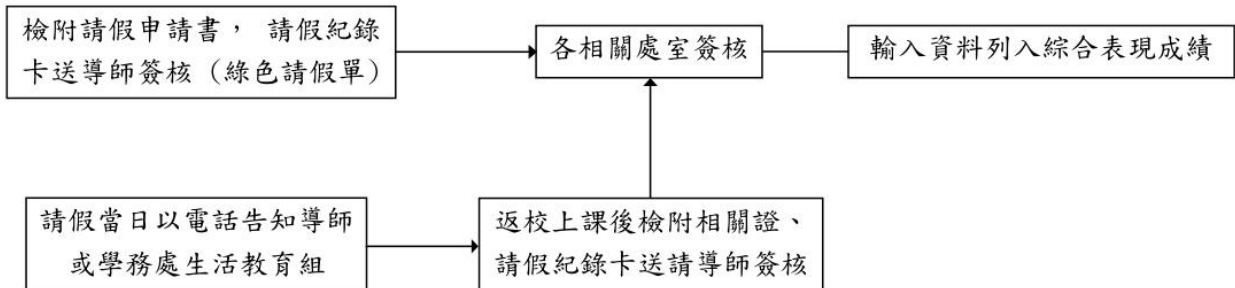 檢附請假申請書， 請假紀錄
卡送導師簽核（綠色請假單）
各相關處室簽核
輸入資料列入綜合表現成績
請假當日以電話告知導師
或學務處生活教育組
返校上課後檢附相關證、
請假紀錄卡送請導師簽核